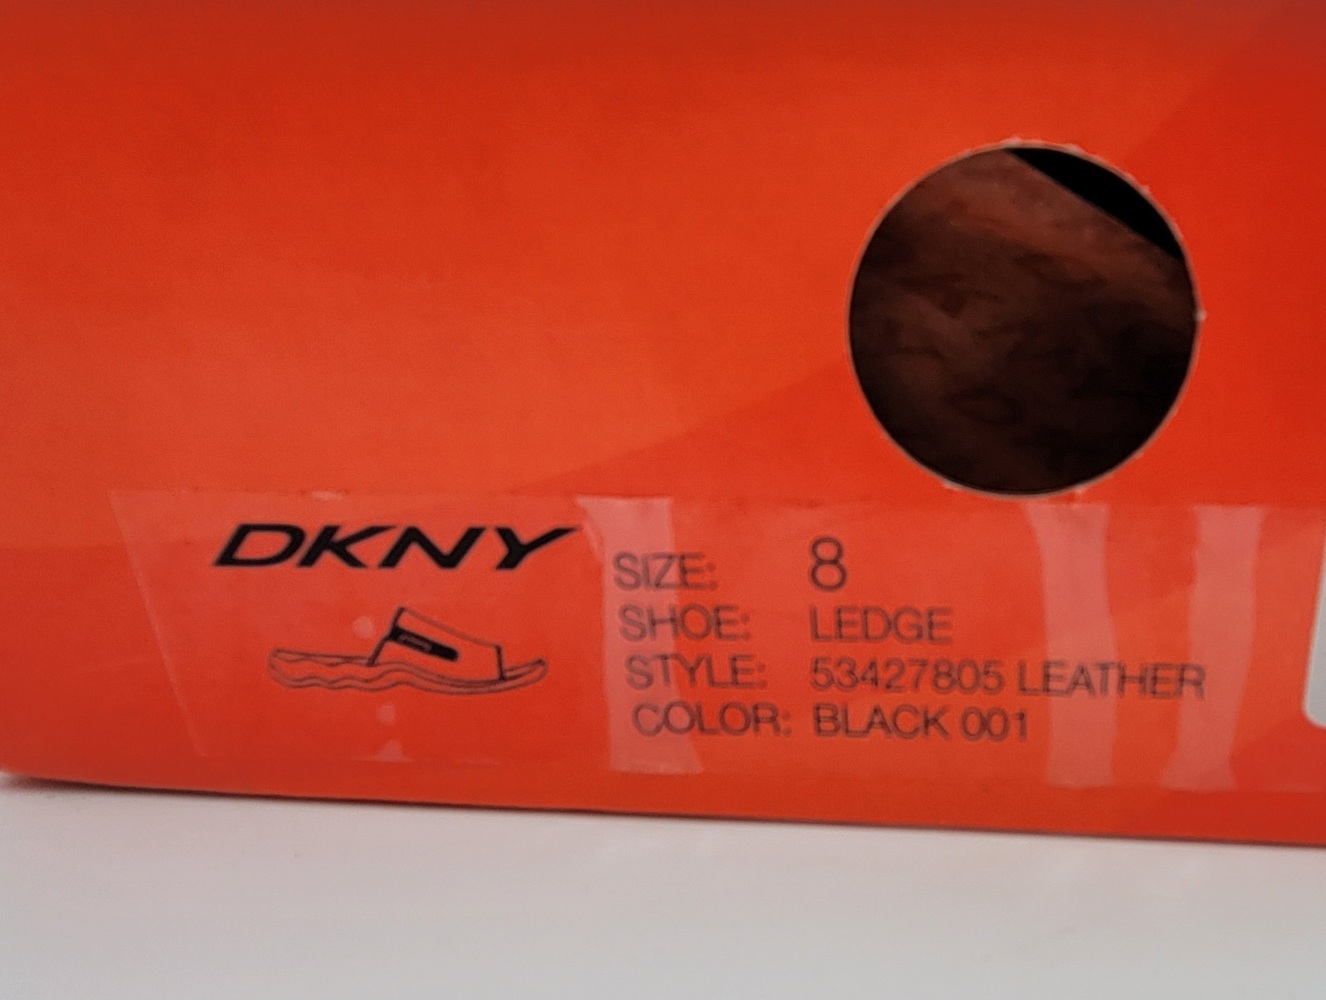 DKNY
SIZE: 8
SHOE: LEDGE
STYLE: 53427805 LEATHER
COLOR: BLACK 001